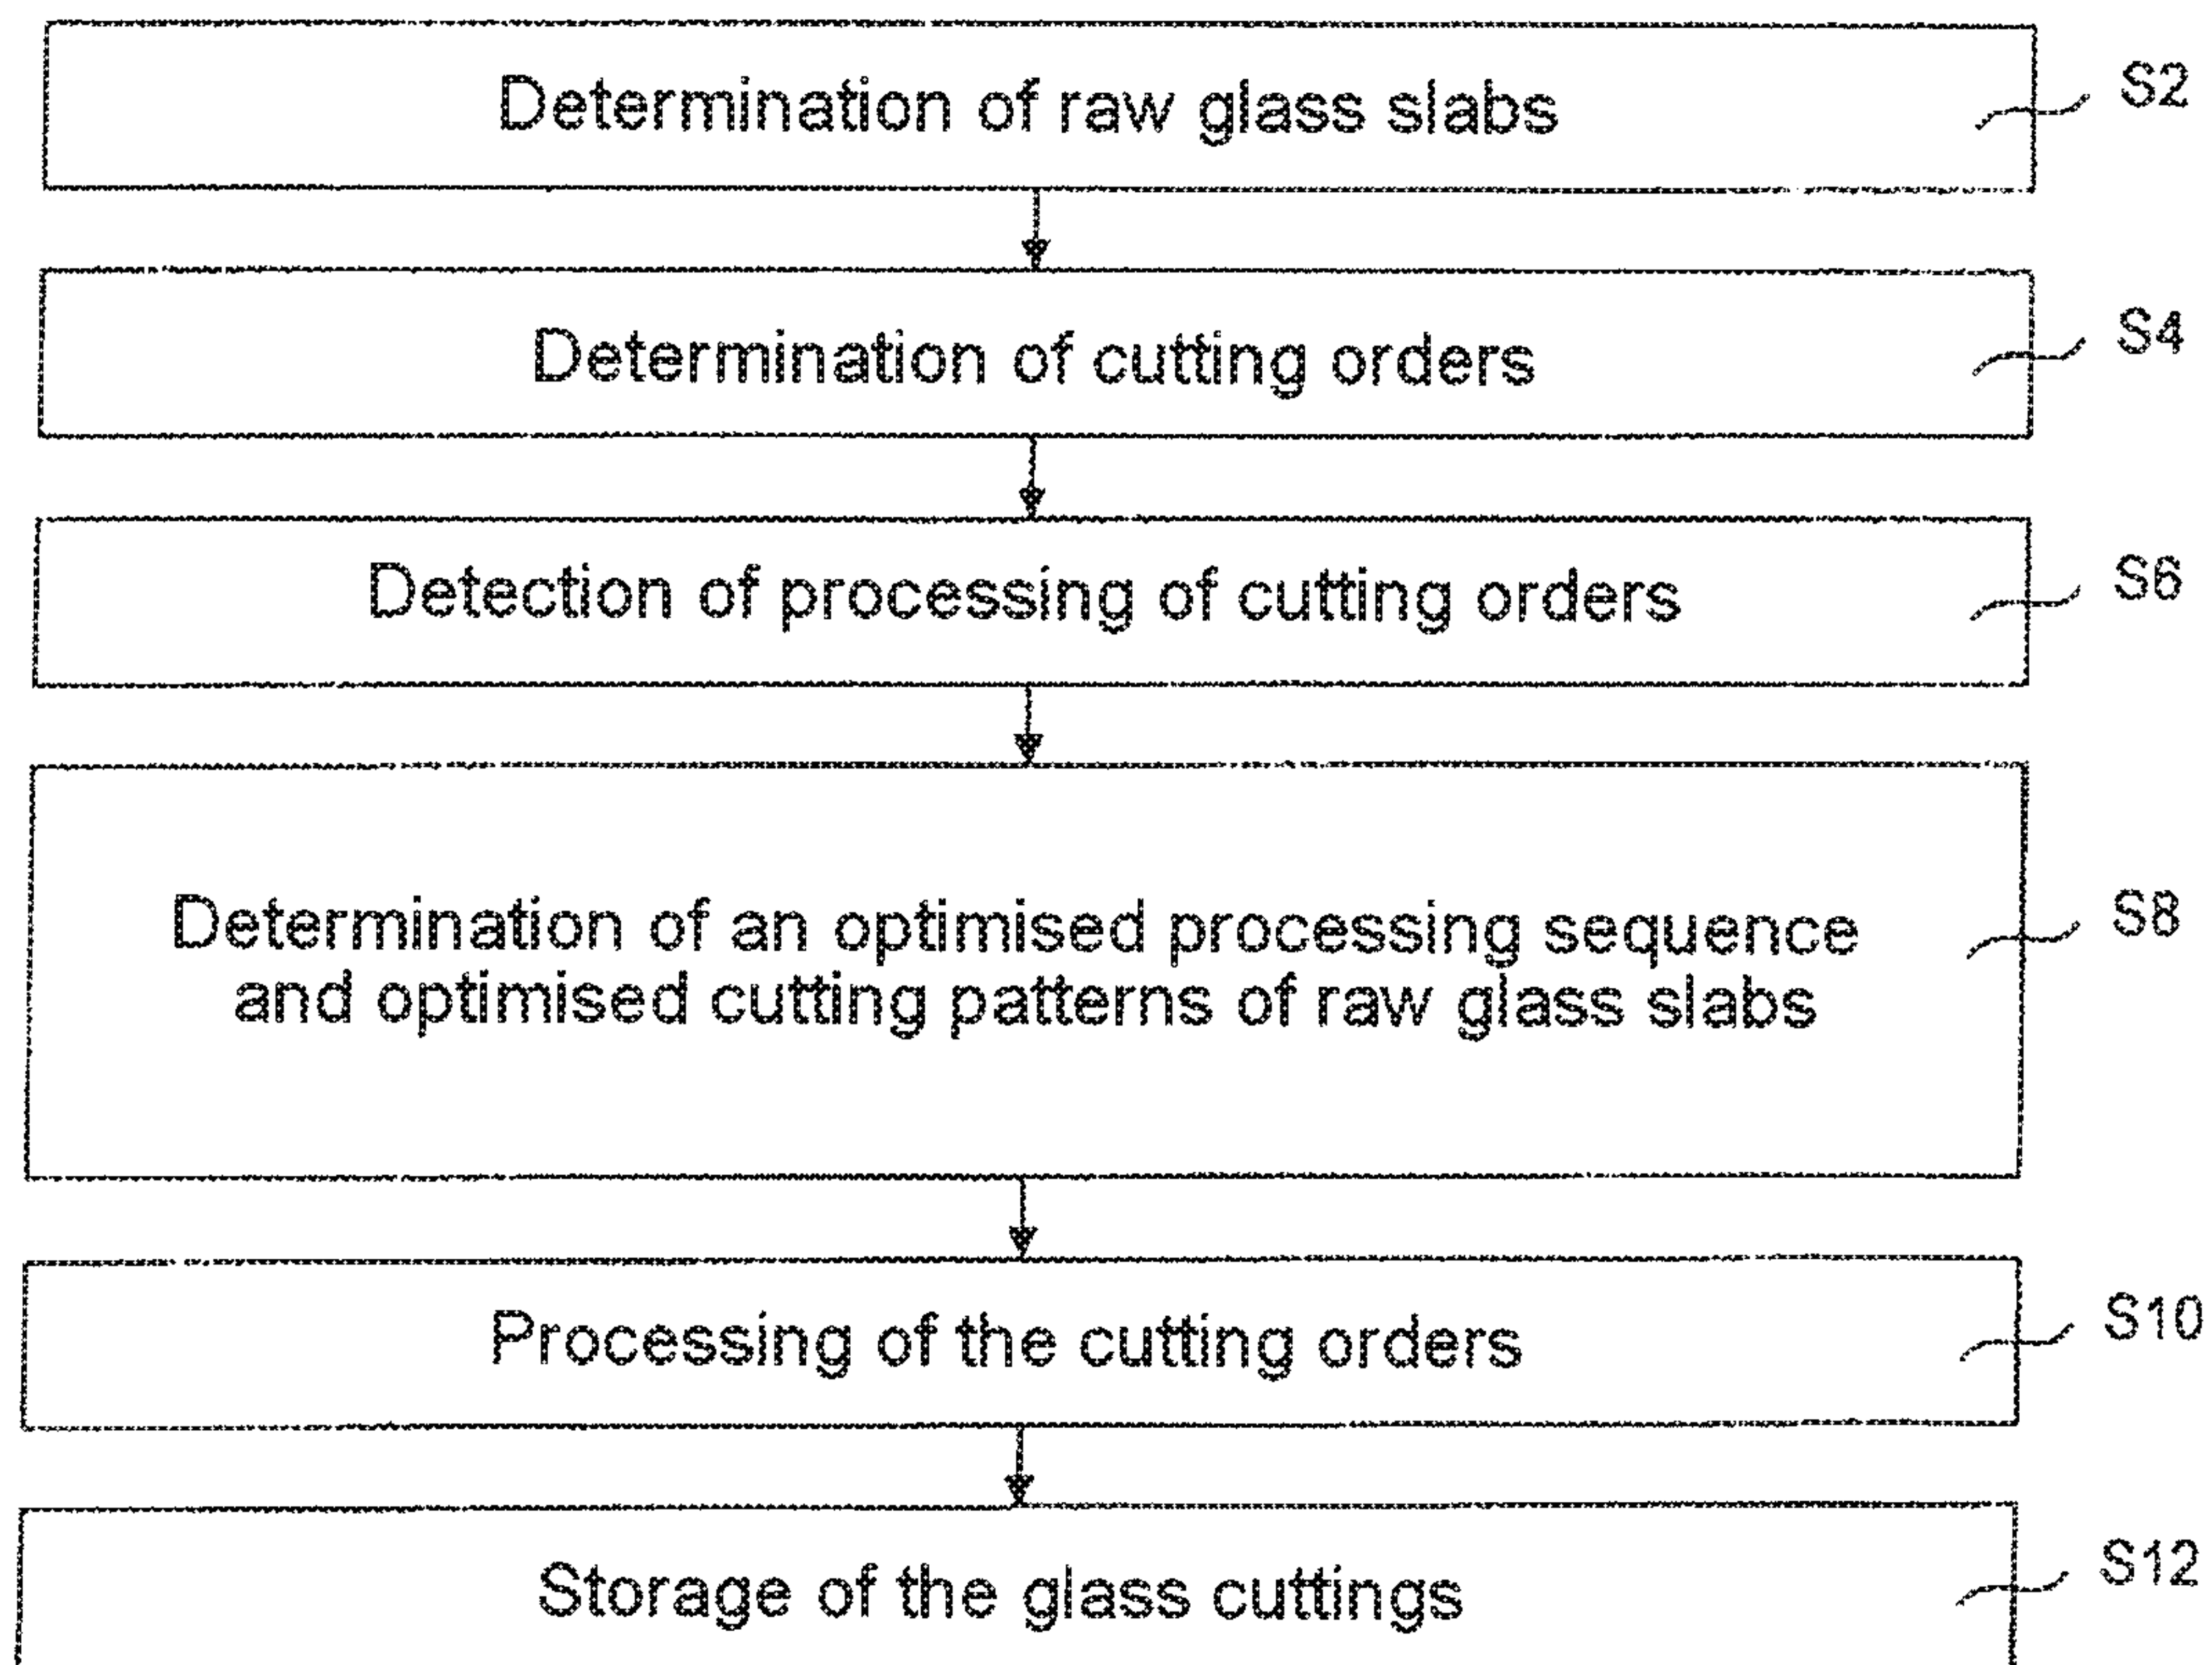 Determination of raw glass slabs
S2
Determination of cutting orders
S4
Detection of processing of cutting orders
S6
Determination of an optimised processing sequence
and optimised cutting patterns of raw glass slabs
S8
Processing of the cutting orders
S10
Storage of the glass cuttings
S12